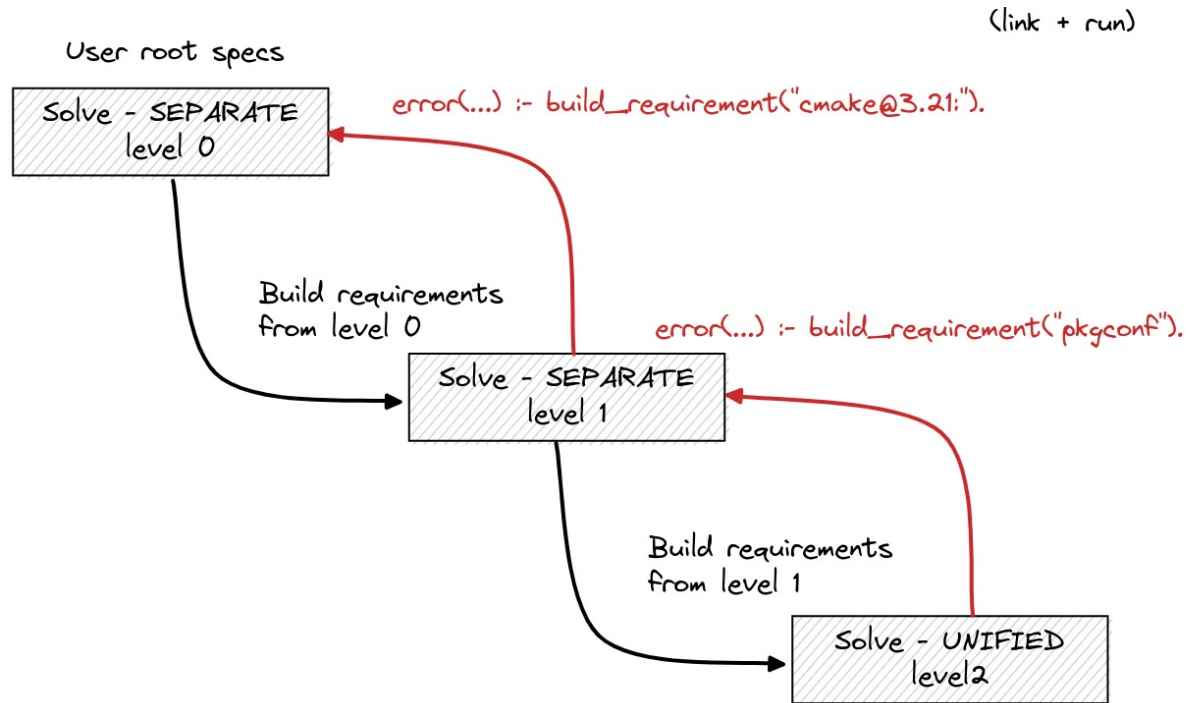 (link + run)
User root specs
Solve - SEPARATE
level 0
error(...) :- build_requirement("cmake@3.21:").
Build requirements
from level 0
error(...) :- build_requirement("pkgconf").
Solve - SEPARATE
level 1
Build requirements
from level 1
Solve - UNIFIED
level2